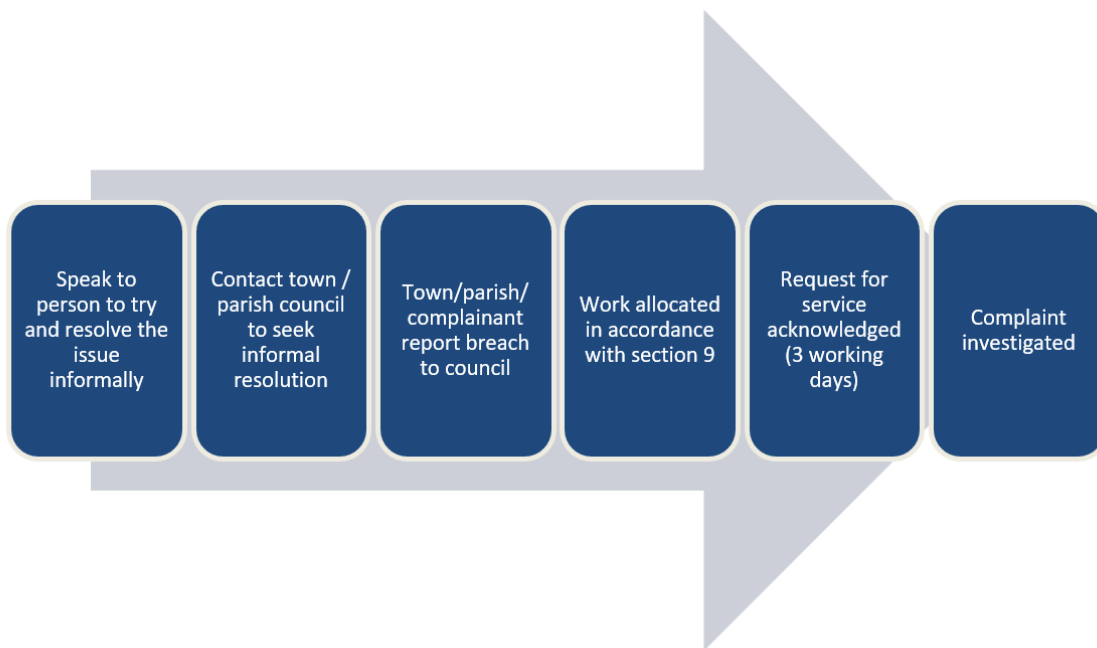 Speak to
person to try
and resolve the
issue
informally
Contact town /
parish council
to seek
informal
resolution
Town/parish/
complainant
report breach
to council
Work allocated
in accordance
with section 9
Request for
service
acknowledged
(3 working
days)
Complaint
investigated